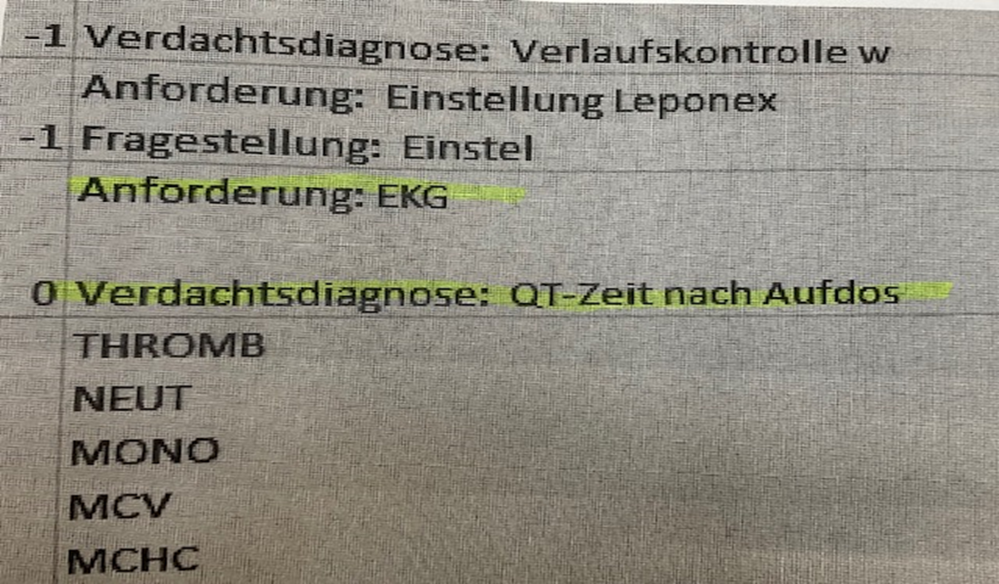 -1 Verdachtsdiagnose: Verlaufskontrolle w
Anforderung: Einstellung Leponex
-1 Fragestellung: Einstel
Anforderung: EKG
0 Verdachtsdiagnose: QT-Zeit nach Aufdos
THROMB
NEUT
MONO
MCV
MCHC